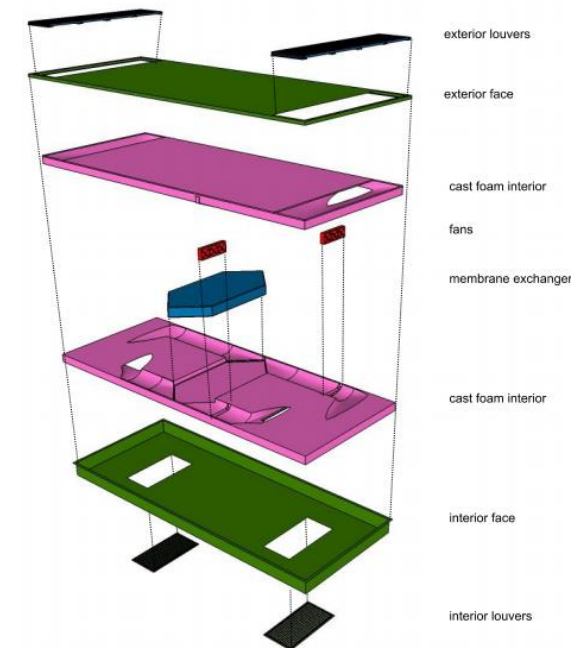 exterior louvers
exterior face
cast foam interior
fans
membrane exchanger
cast foam interior
interior face
interior louvers